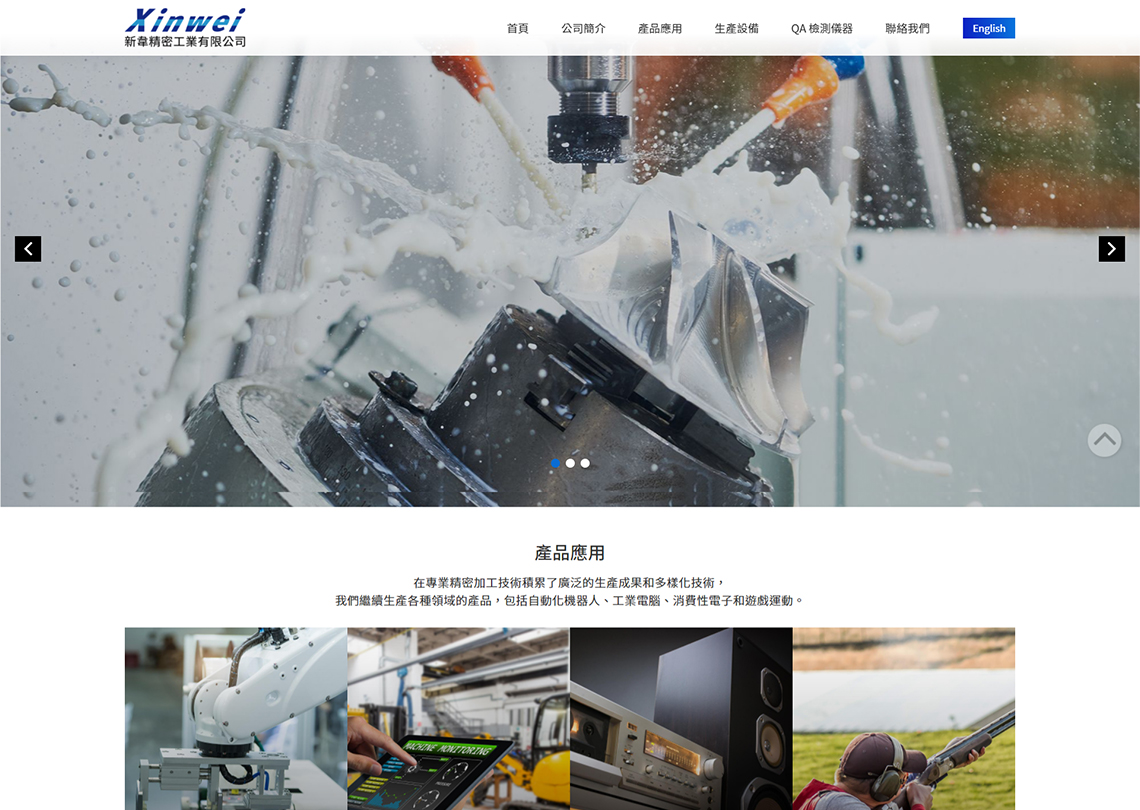 Xinwei
新韋精密工業有限公司
首頁 公司簡介 產品應用 生產設備 QA 檢測儀器 聯絡我們 English
產品應用
在專業精密加工技術積累了廣泛的生產成果和多樣化技術，
我們繼續生產各種領域的產品，包括自動化機器人、工業電腦、消費性電子和遊戲運動。
MACHINE MONITORING